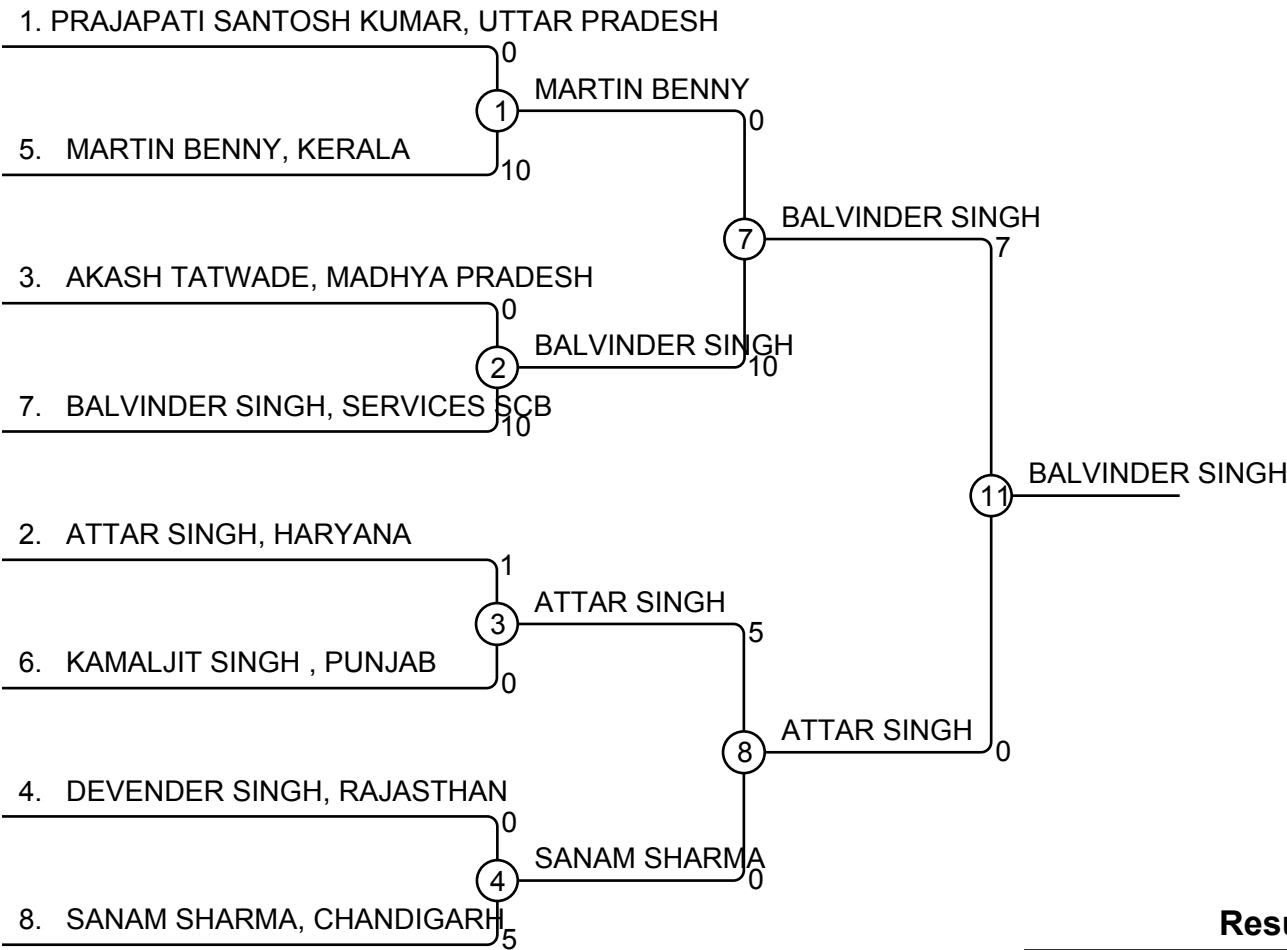 1. PRAJAPATI SANTOSH KUMAR, UTTAR PRADESH
0
MARTIN BENNY
1
0
5. MARTIN BENNY, KERALA
10
BALVINDER SINGH
7
7
3. AKASH TATWADE, MADHYA PRADESH
0
BALVINDER SINGH
2
10
7. BALVINDER SINGH, SERVICES SCB
10
BALVINDER SINGH
11
2. ATTAR SINGH, HARYANA
1
ATTAR SINGH
3
5
6. KAMALJIT SINGH , PUNJAB
0
ATTAR SINGH
8
0
4. DEVENDER SINGH, RAJASTHAN
0
SANAM SHARMA
4
0
8. SANAM SHARMA, CHANDIGARH
5